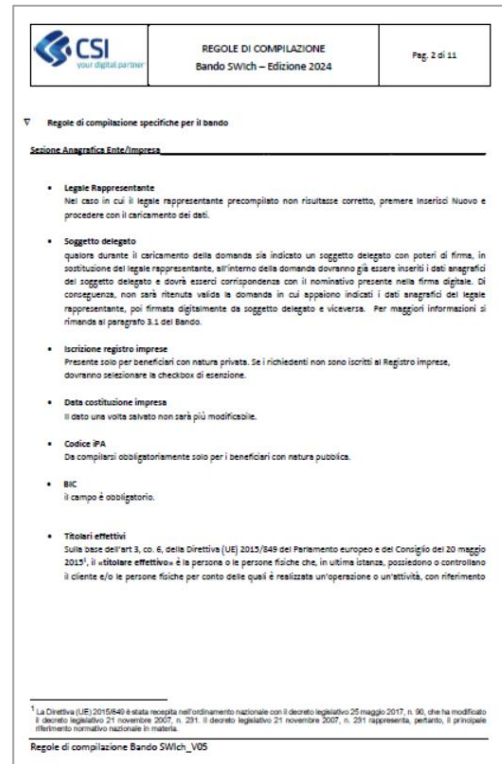 CSI
your digital partner
REGOLE DI COMPILAZIONE
Bando SWIch – Edizione 2024
Pag. 2 di 11
∇ Regole di compilazione specifiche per il bando
Sezione Anagrafica Ente/Impresa
• Legale Rappresentante
Nel caso in cui il legale rappresentante precompilato non risultasse corretto, premere Inserisci Nuovo e
procedere con il caricamento dei dati.
• Soggetto delegato
qualora durante il caricamento della domanda sia indicato un soggetto delegato con poteri di firma, in
sostituzione del legale rappresentante, all'interno della domanda dovranno già essere inseriti i dati anagrafici
del soggetto delegato e dovrà esserci corrispondenza con il nominativo presente nella firma digitale. Di
conseguenza, non sarà ritenuta valida la domanda in cui appaiono indicati i dati anagrafici del legale
rappresentante, poi firmata digitalmente da soggetto delegato e viceversa. Per maggiori informazioni si
rimanda al paragrafo 3.1 del Bando.
• Iscrizione registro imprese
Presente solo per beneficiari con natura privata. Se i richiedenti non sono iscritti al Registro imprese,
dovranno selezionare la checkbox di esenzione.
• Data costituzione impresa
Il dato una volta salvato non sarà più modificabile.
• Codice iPA
Da compilarsi obbligatoriamente solo per i beneficiari con natura pubblica.
• BIC
il campo è obbligatorio.
• Titolari effettivi
Sulla base dell'art 3, co. 6, della Direttiva (UE) 2015/849 del Parlamento europeo e del Consiglio del 20 maggio
2015¹, il «titolare effettivo» è la persona o le persone fisiche che, in ultima istanza, possiedono o controllano
il cliente e/o le persone fisiche per conto delle quali è realizzata un'operazione o un'attività, con riferimento
¹ La Direttiva (UE) 2015/849 è stata recepita nell'ordinamento nazionale con il decreto legislativo 25 maggio 2017, n. 90, che ha modificato
il decreto legislativo 21 novembre 2007, n. 231. Il decreto legislativo 21 novembre 2007, n. 231 rappresenta, pertanto, il principale
riferimento normativo nazionale in materia.
Regole di compilazione Bando SWIch_V05